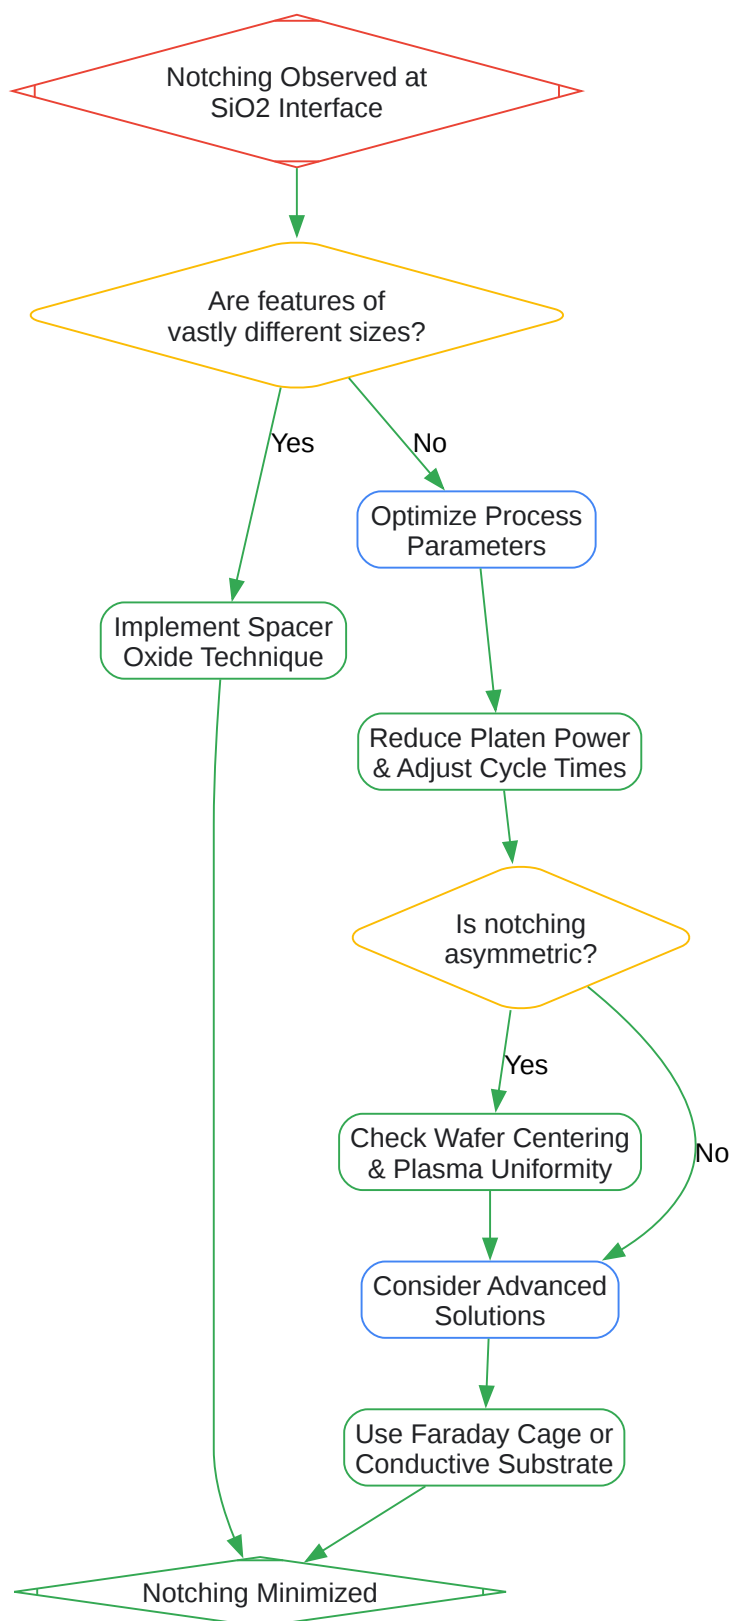 Notching Observed at
SiO2 Interface
Are features of
vastly different sizes?
Yes
No
Optimize Process
Parameters
Implement Spacer
Oxide Technique
Reduce Platen Power
& Adjust Cycle Times
Is notching
asymmetric?
Yes
Check Wafer Centering
& Plasma Uniformity
No
Consider Advanced
Solutions
Use Faraday Cage or
Conductive Substrate
Notching Minimized